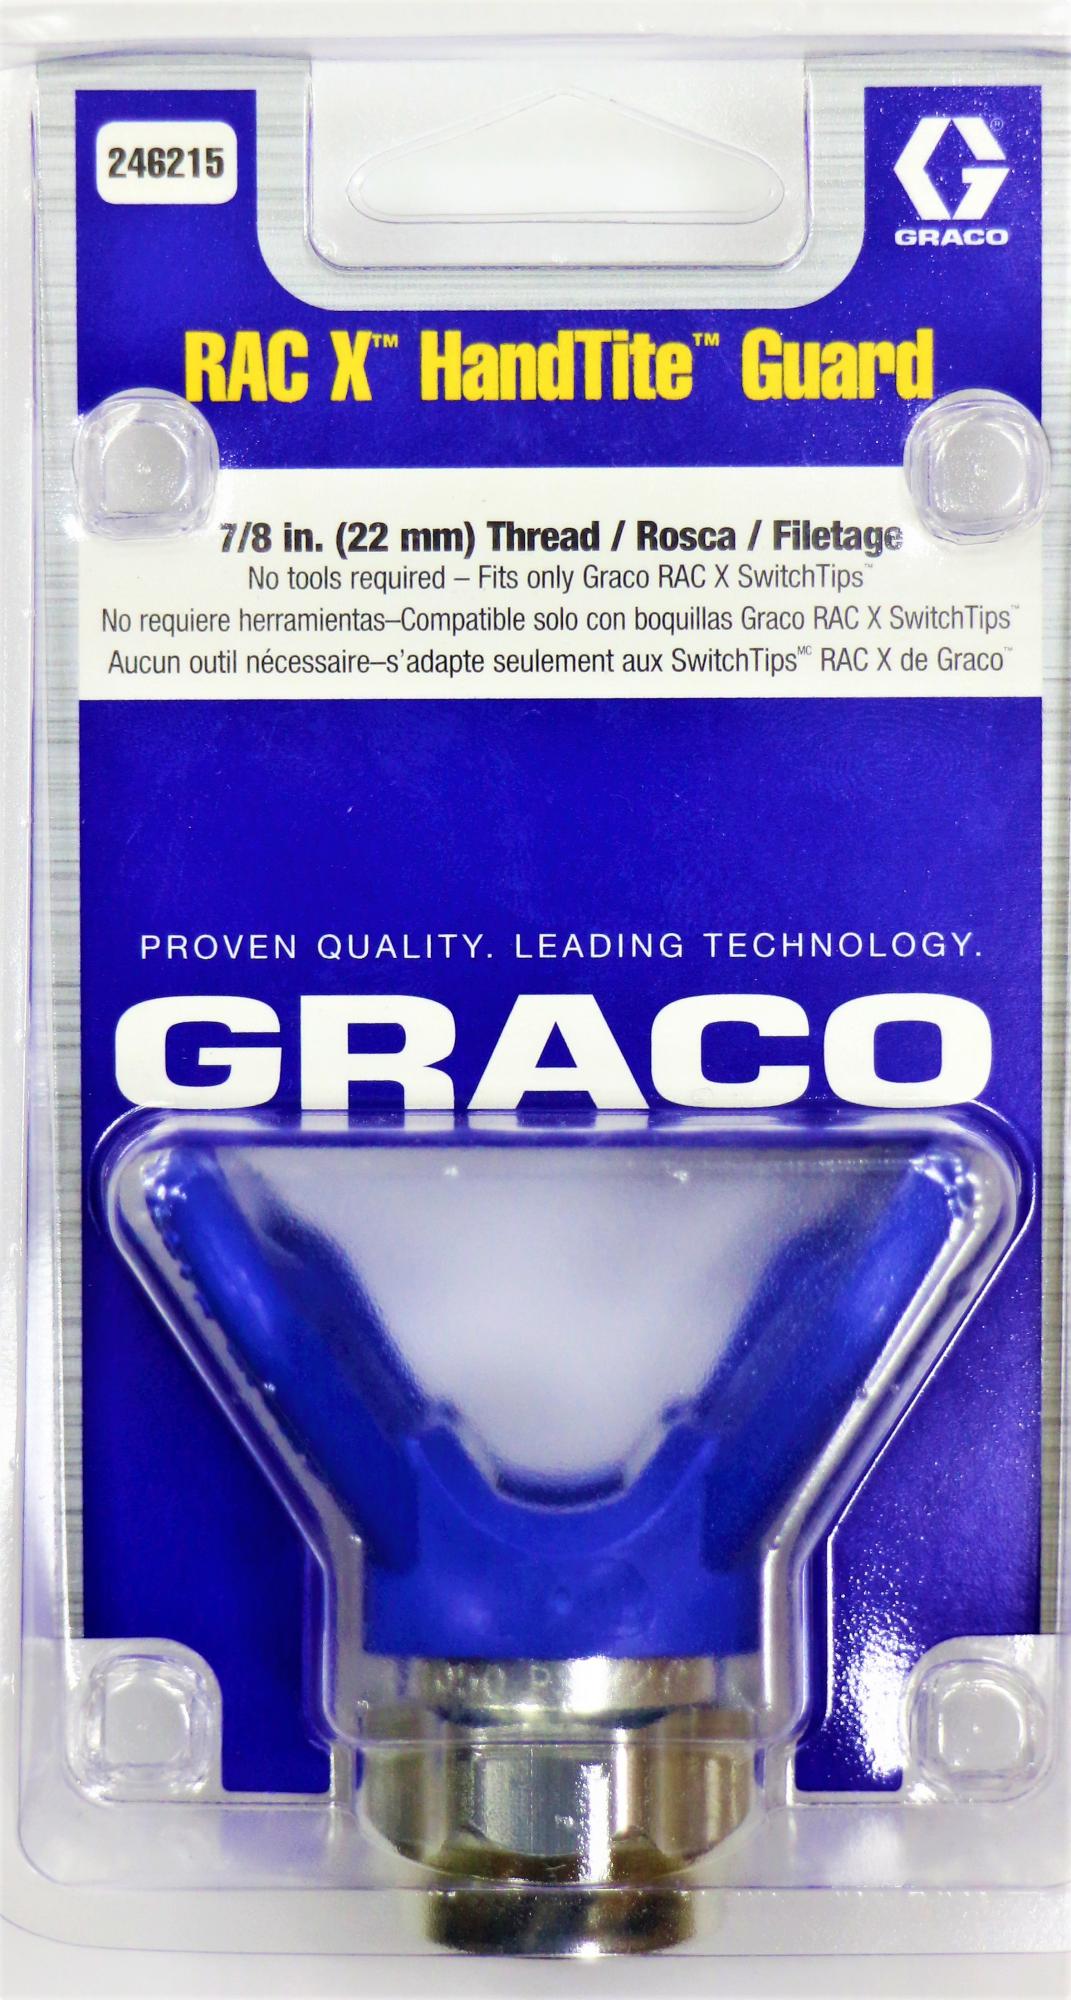 246215
GRACO
RAC X™ HandTite™ Guard
7/8 in. (22 mm) Thread / Rosca / Filetage
No tools required – Fits only Graco RAC X SwitchTips™
No requiere herramientas–Compatible solo con boquillas Graco RAC X SwitchTips™
Aucun outil nécessaire–s’adapte seulement aux SwitchTips MC RAC X de Graco™
PROVEN QUALITY. LEADING TECHNOLOGY.
GRACO